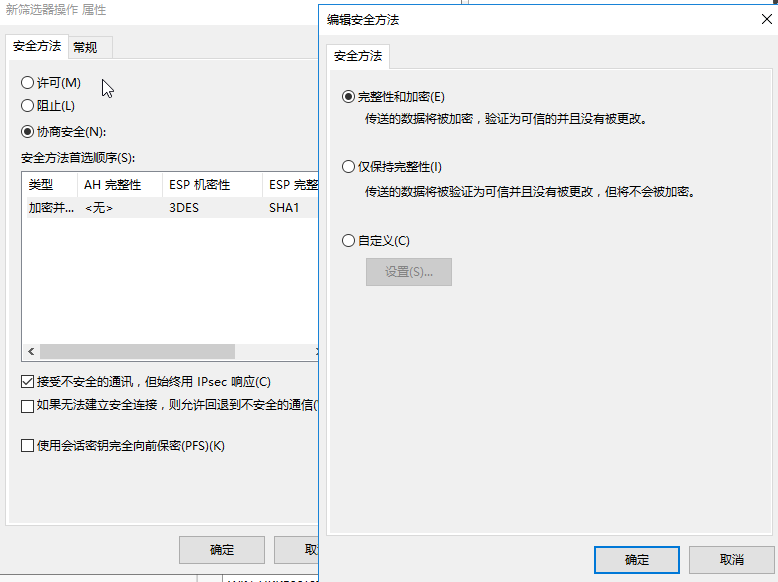 新筛选器操作 属性
安全方法 常规
许可(M)
阻止(L)
协商安全(N):
安全方法首选顺序(S):
类型 AH 完整性 ESP 机密性 ESP 完整
加密并... <无> 3DES SHA1
接受不安全的通讯，但始终用 IPsec 响应(C)
如果无法建立安全连接，则允许回退到不安全的通信(
使用会话密钥完全向前保密(PFS)(K)
确定
编辑安全方法
安全方法
完整性和加密(E)
传送的数据将被加密，验证为可信的并且没有被更改。
仅保持完整性(I)
传送的数据将被验证为可信并且没有被更改，但将不会被加密。
自定义(C)
设置(S)...
确定 取消